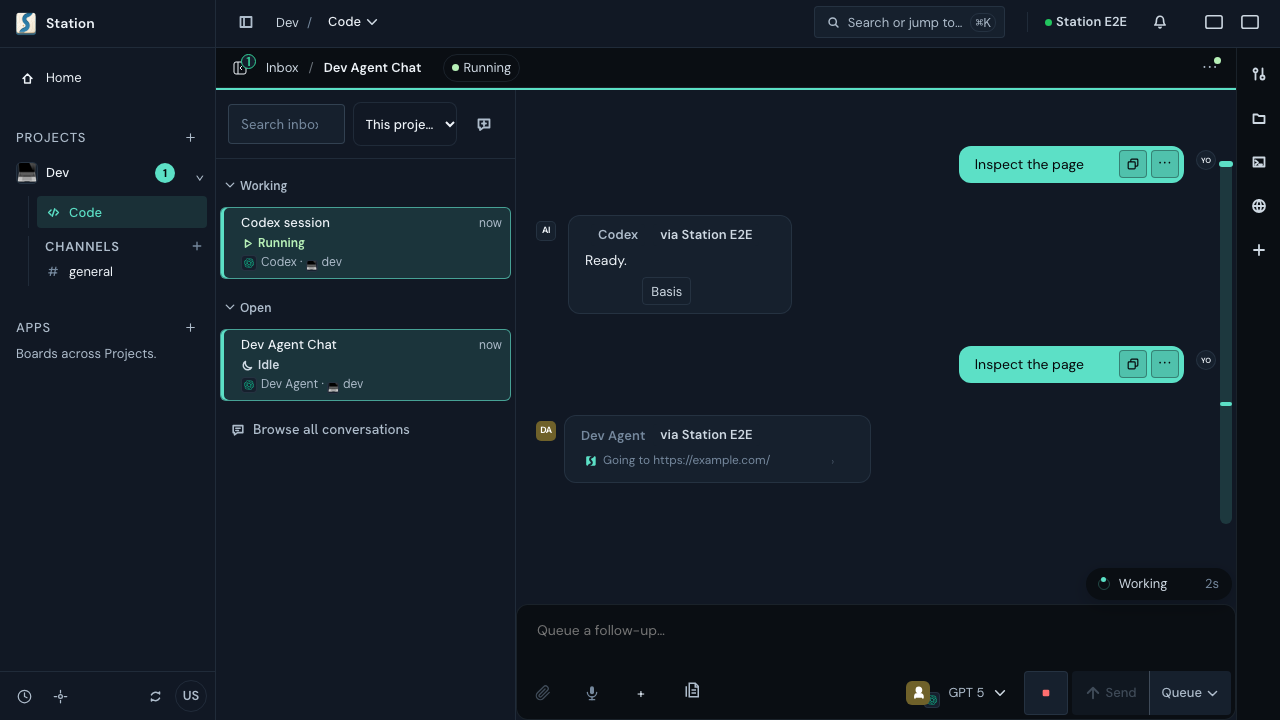 Station
Dev / Code
Search or jump to... ⌘K
Station E2E
Home
PROJECTS +
Dev 1
Code
CHANNELS +
# general
APPS +
Boards across Projects.
US
1
Inbox / Dev Agent Chat
Running
...
Search inbox
This proje...
Working
Codex session now
Running
Codex · dev
Open
Dev Agent Chat now
Idle
Dev Agent · dev
Browse all conversations
Inspect the page ... YO
AI
Codex via Station E2E
Ready.
Basis
Inspect the page ... YO
DA
Dev Agent via Station E2E
Going to https://example.com/
Working 2s
Queue a follow-up...
+
GPT 5
Send
Queue